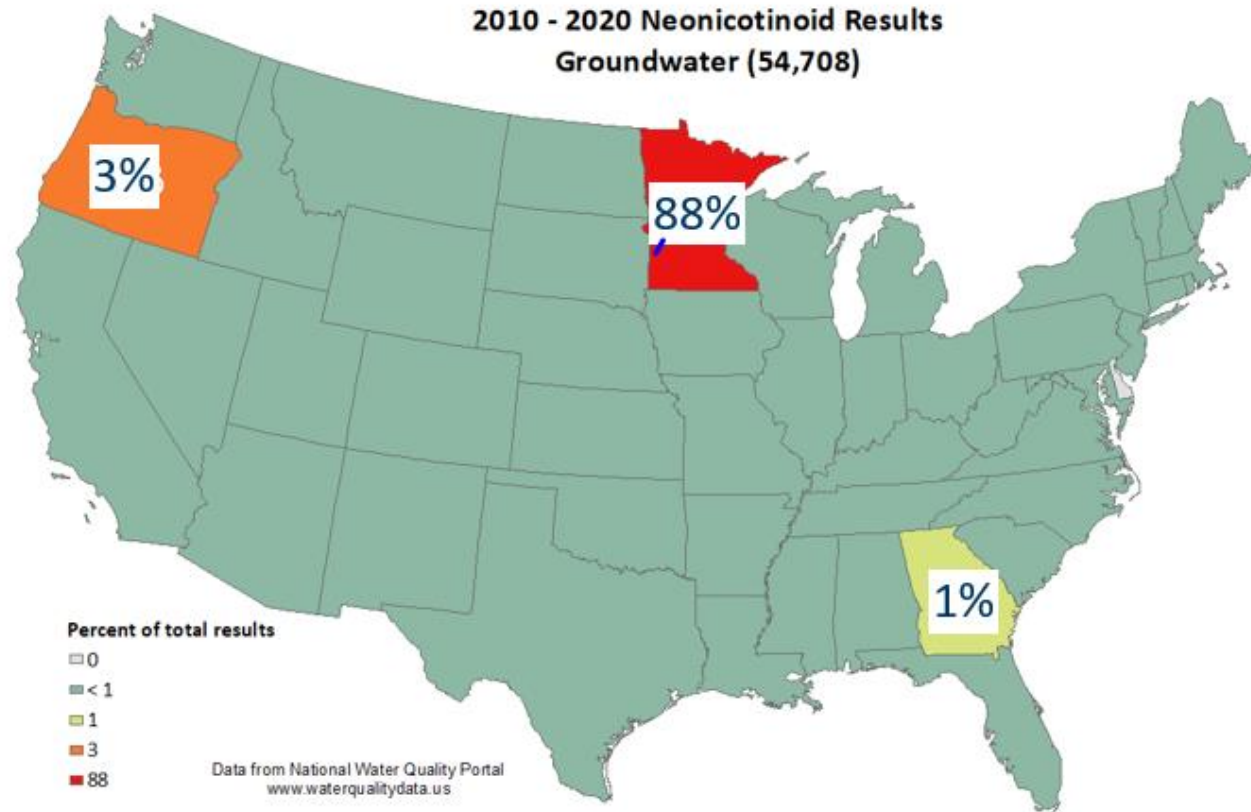 2010 - 2020 Neonicotinoid Results
Groundwater (54,708)
3%
88%
1%
Percent of total results
0
< 1
1
3
88
Data from National Water Quality Portal
www.waterqualitydata.us